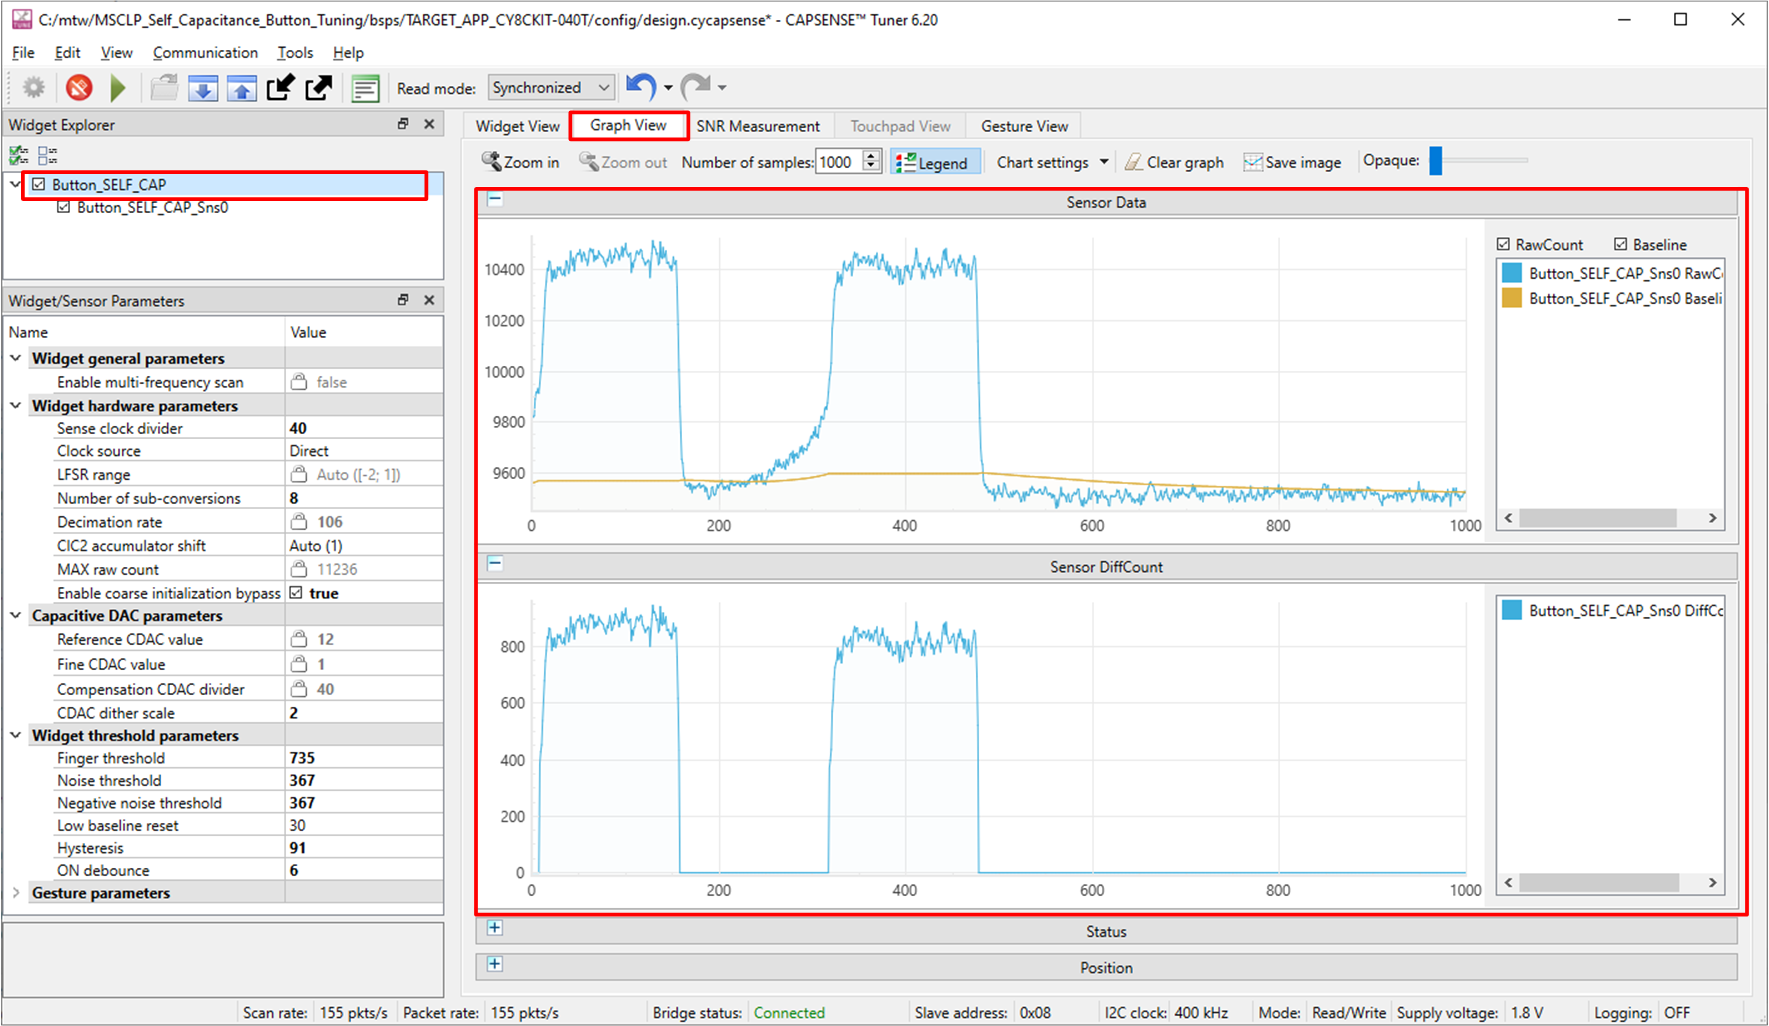 C:/mtw/MSCLP_Self_Capacitance_Button_Tuning/bsps/TARGET_APP_CY8CKIT-040T/config/design.cycapsense* - CAPSENSE™ Tuner 6.20
File Edit View Communication Tools Help
Read mode: Synchronized
Widget Explorer
Button_SELF_CAP
Button_SELF_CAP_Sns0
Widget/Sensor Parameters
Name Value
Widget general parameters
Enable multi-frequency scan false
Widget hardware parameters
Sense clock divider 40
Clock source Direct
LFSR range Auto ([-2; 1])
Number of sub-conversions 8
Decimation rate 106
CIC2 accumulator shift Auto (1)
MAX raw count 11236
Enable coarse initialization bypass true
Capacitive DAC parameters
Reference CDAC value 12
Fine CDAC value 1
Compensation CDAC divider 40
CDAC dither scale 2
Widget threshold parameters
Finger threshold 735
Noise threshold 367
Negative noise threshold 367
Low baseline reset 30
Hysteresis 91
ON debounce 6
Gesture parameters
Widget View Graph View SNR Measurement Touchpad View Gesture View
Zoom in Zoom out Number of samples: 1000 Legend Chart settings Clear graph Save image Opaque:
Sensor Data
10400
10200
10000
9800
9600
0 200 400 600 800 1000
RawCount Baseline
Button_SELF_CAP_Sns0 RawC
Button_SELF_CAP_Sns0 Baseli
Sensor DiffCount
800
600
400
200
0
0 200 400 600 800 1000
Button_SELF_CAP_Sns0 DiffCc
Status
Position
Scan rate: 155 pkts/s Packet rate: 155 pkts/s Bridge status: Connected Slave address: 0x08 I2C clock: 400 kHz Mode: Read/Write Supply voltage: 1.8 V Logging: OFF